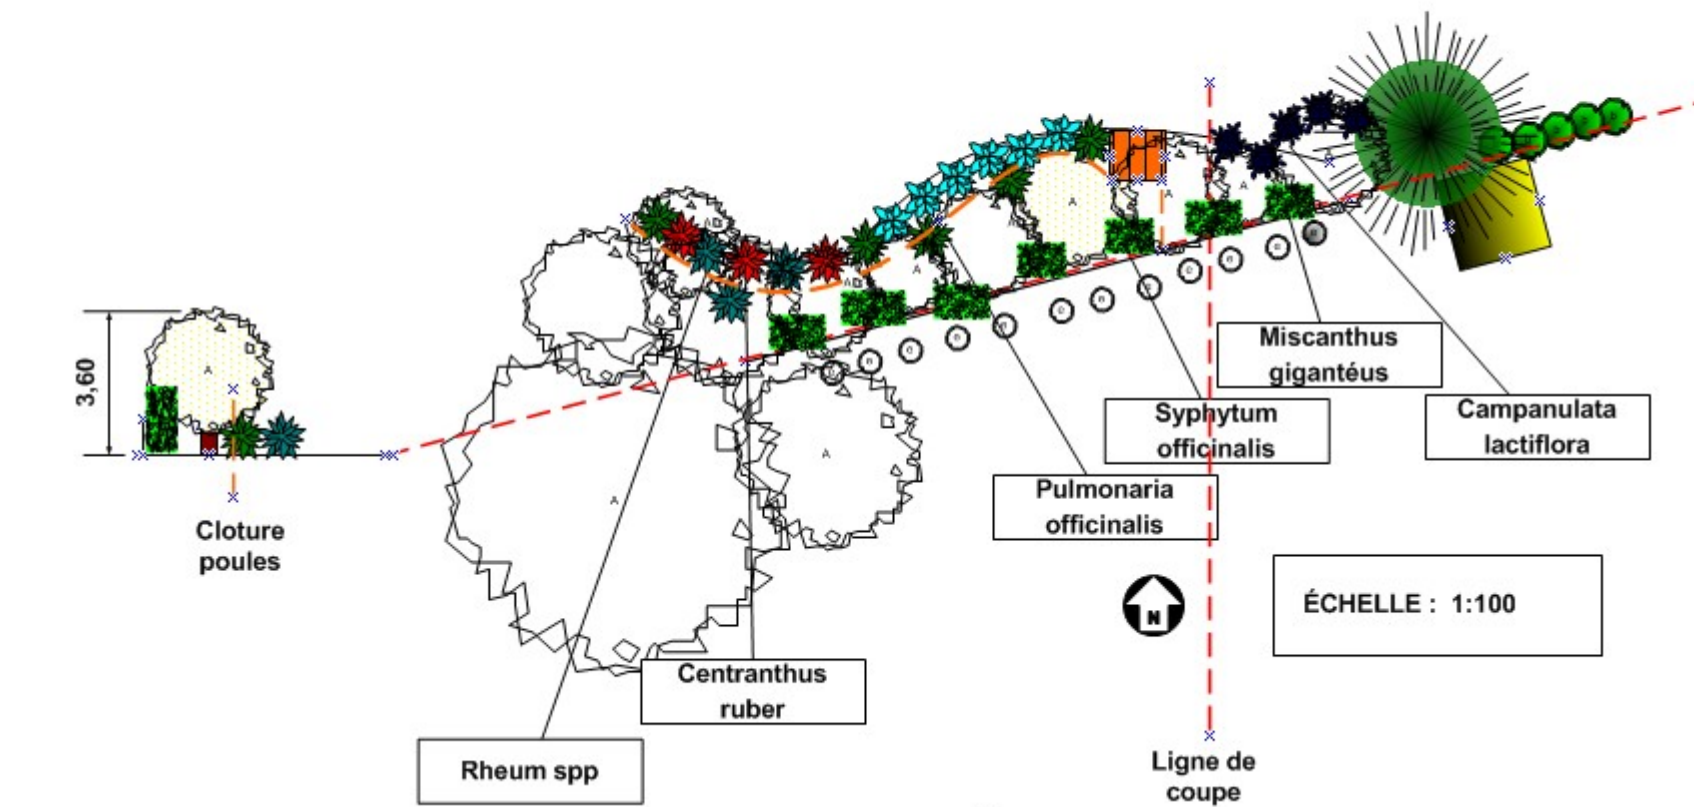 3,60
Cloture
poules
Miscanthus
gigantéus
Syphytum
officinalis
Campanulata
lactiflora
Pulmonaria
officinalis
N
ÉCHELLE : 1:100
Centranthus
ruber
Rheum spp
Ligne de
coupe